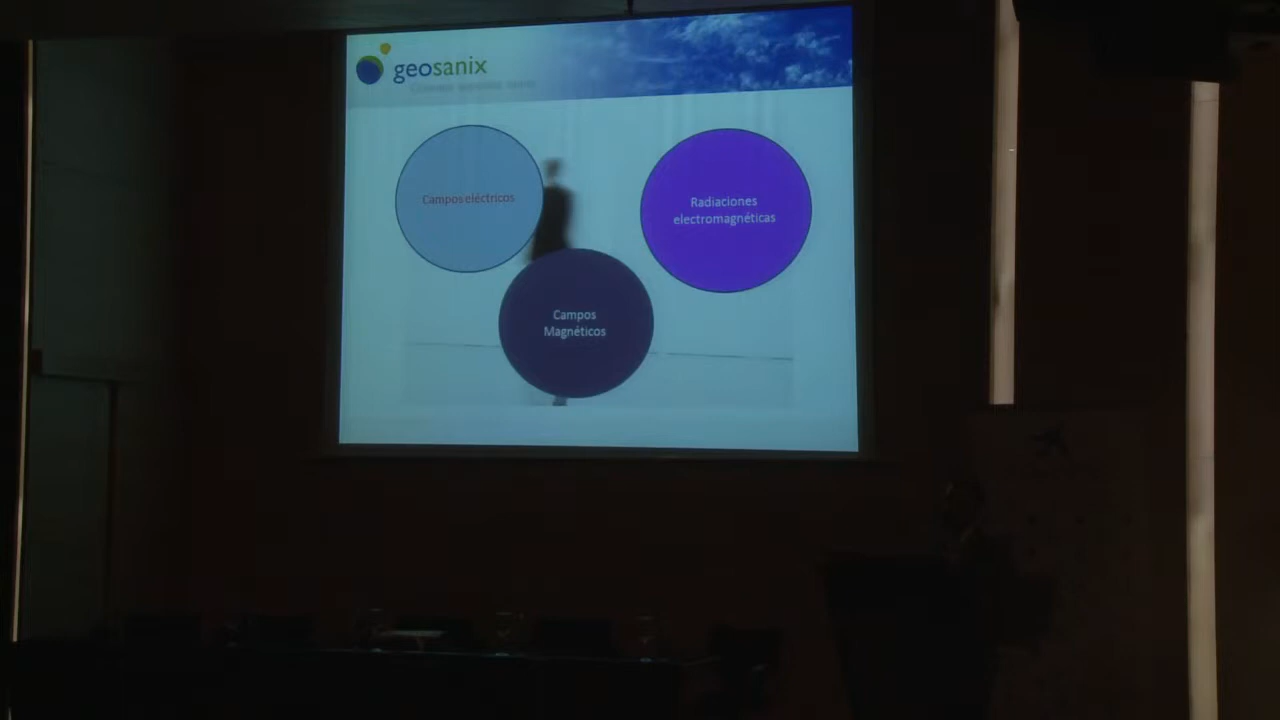 geosanix
Campos eléctricos
Radiaciones
electromagnéticas
Campos
Magnéticos